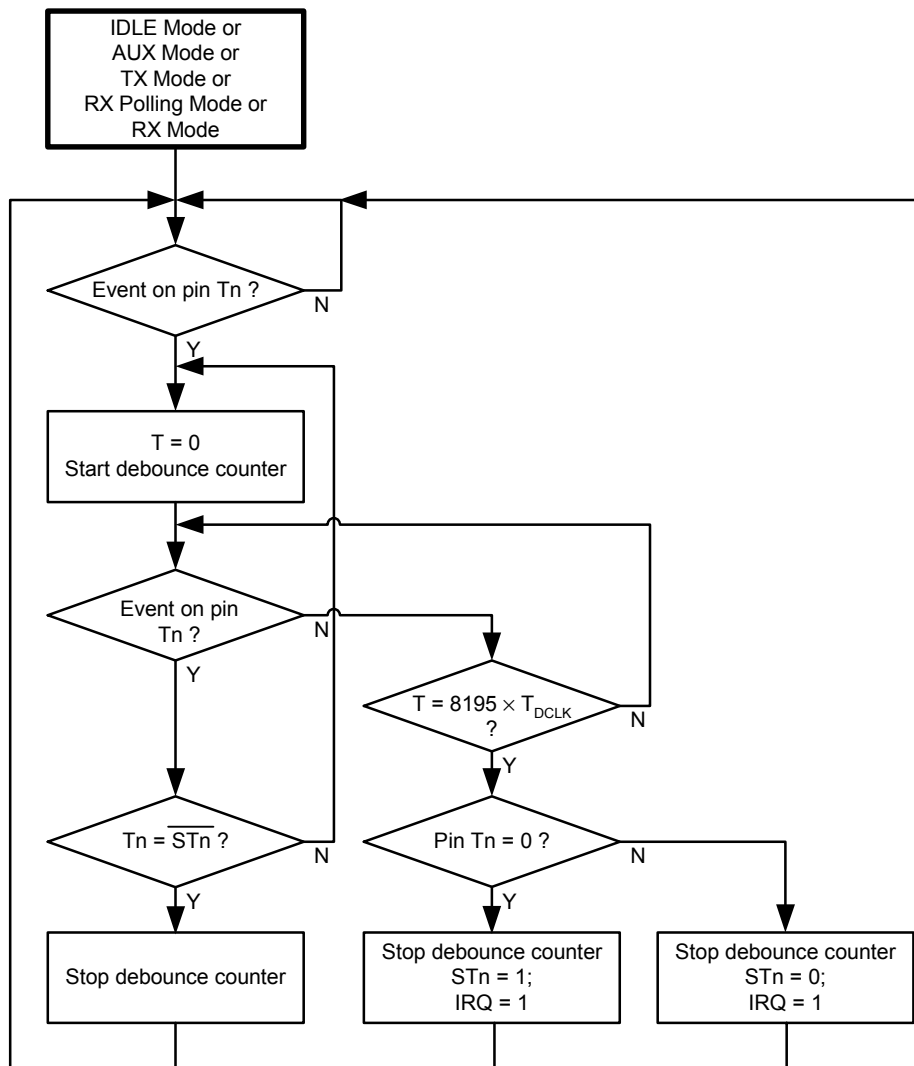 IDLE Mode or
AUX Mode or
TX Mode or
RX Polling Mode or
RX Mode
Event on pin Tn ?
N
Y
T = 0
Start debounce counter
Event on pin
Tn ?
N
Y
T = 8195 × T_DCLK
?
N
Y
Tn = S̅T̅n̅ ?
N
Y
Pin Tn = 0 ?
N
Y
Stop debounce counter
Stop debounce counter
STn = 1;
IRQ = 1
Stop debounce counter
STn = 0;
IRQ = 1